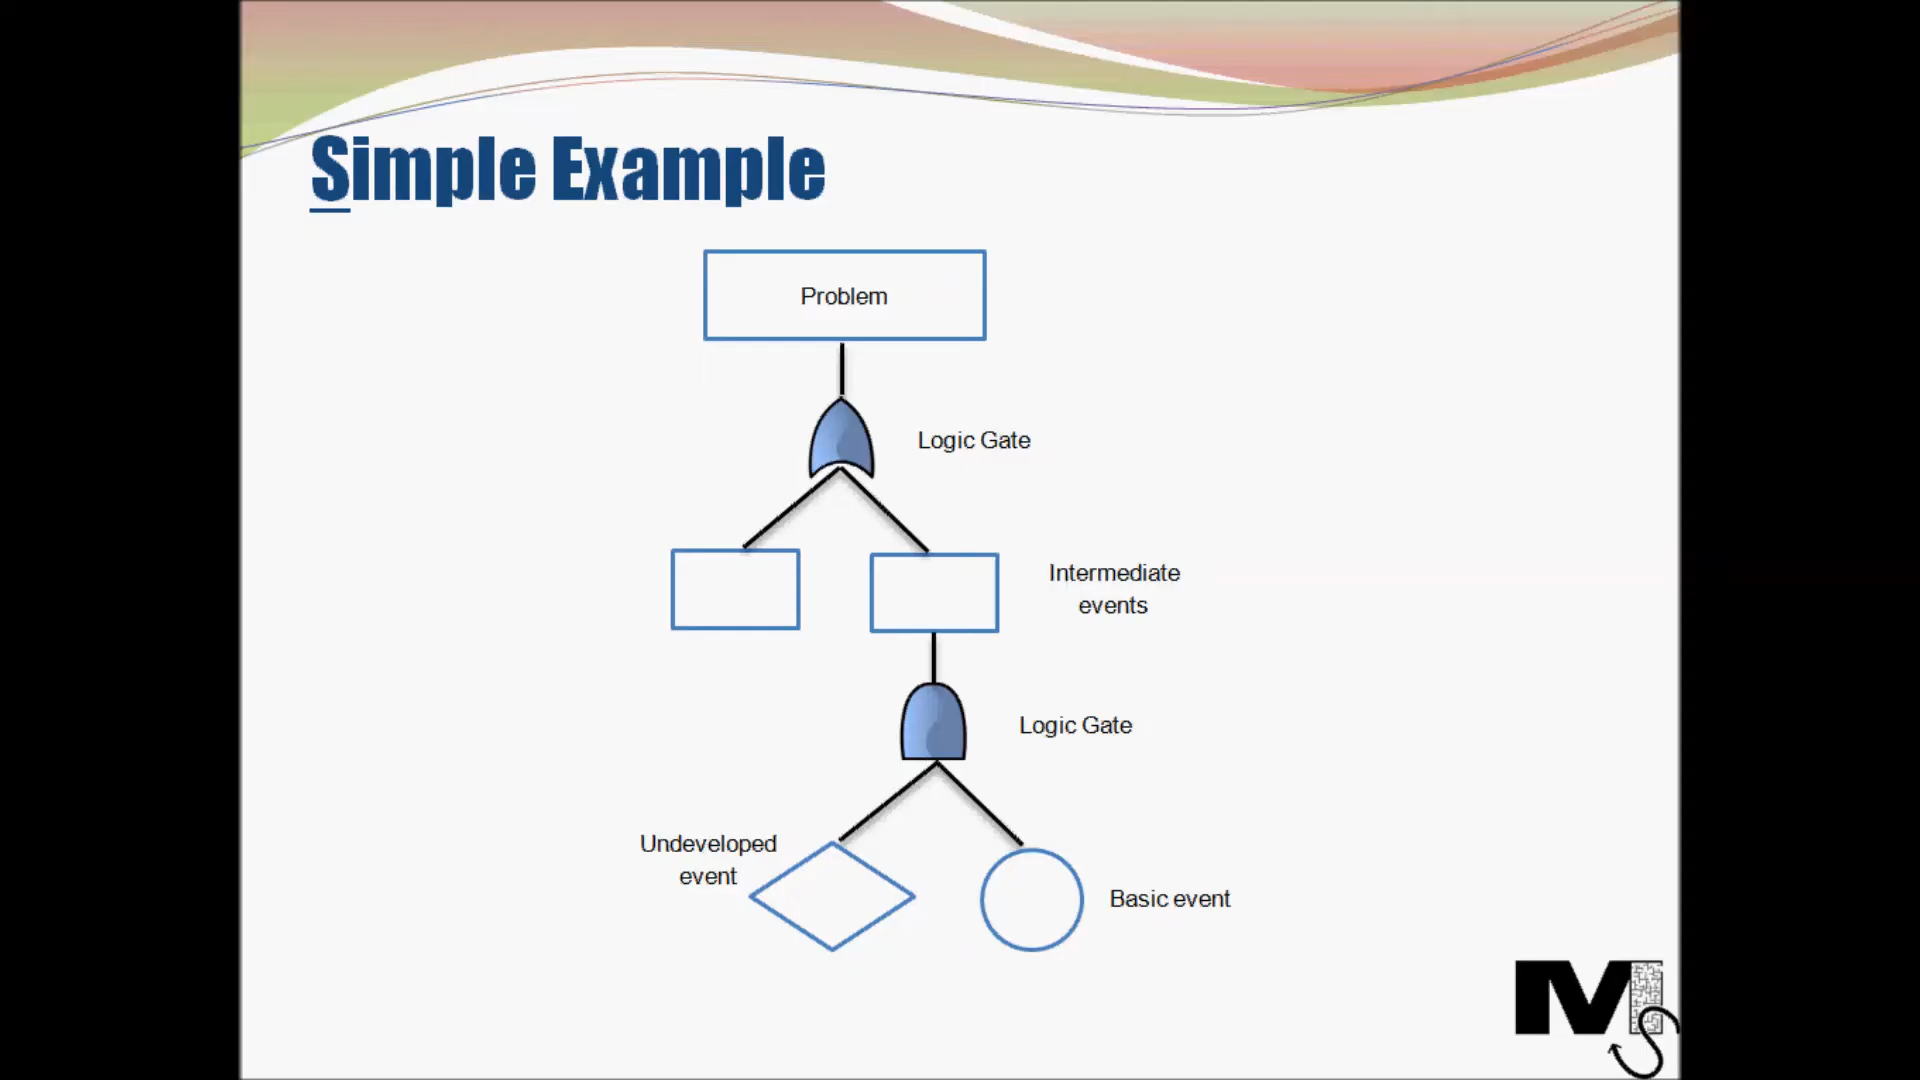 Simple Example
Problem
Logic Gate
Intermediate
events
Logic Gate
Undeveloped
event
Basic event